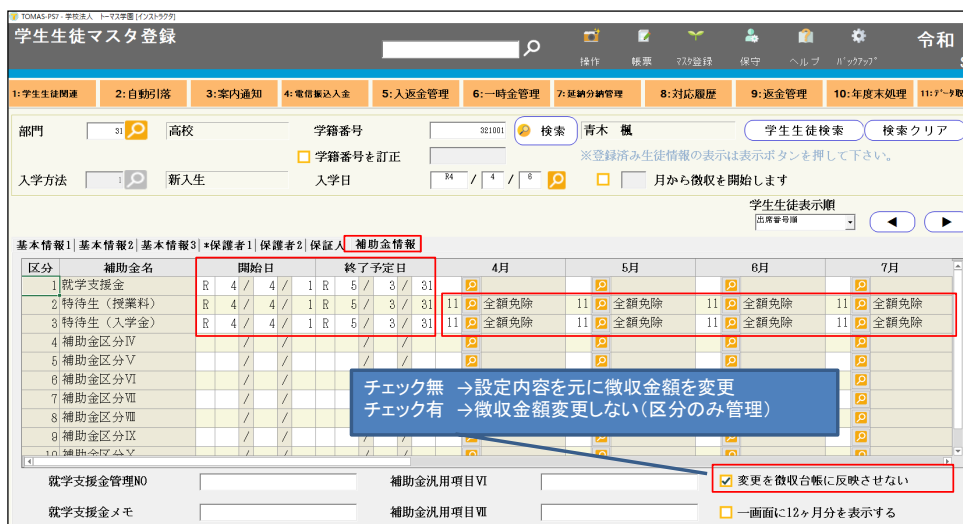 TOMAS-PS7 - 学校法人 トーマス学園 [インストラクタ]
学生生徒マスタ登録
操作 帳票 ﾏｽﾀ登録 保守 ヘルプ ﾊﾞｯｸｱｯﾌﾟ 令和
1:学生生徒関連 2:自動引落 3:案内通知 4:電信振込入金 5:入返金管理 6:一時金管理 7:延納分納管理 8:対応履歴 9:返金管理 10:年度末処理 11:ﾃﾞｰﾀ取
部門 31 高校 学籍番号 321001 検索 青木 楓 学生生徒検索 検索クリア
学籍番号を訂正 ※登録済み生徒情報の表示は表示ボタンを押して下さい。
入学方法 1 新入生 入学日 R4 / 4 / 6 月から徴収を開始します
学生生徒表示順
出席番号順
基本情報1 基本情報2 基本情報3 *保護者1 保護者2 保証人 補助金情報
区分 補助金名 開始日 終了予定日 4月 5月 6月 7月
1 就学支援金 R 4 / 4 / 1 R 5 / 3 / 31
2 特待生（授業料） R 4 / 4 / 1 R 5 / 3 / 31 11 全額免除 11 全額免除 11 全額免除 11 全額免除
3 特待生（入学金） R 4 / 4 / 1 R 5 / 3 / 31 11 全額免除 11 全額免除 11 全額免除 11 全額免除
4 補助金区分Ⅳ / / / /
5 補助金区分Ⅴ / / / /
6 補助金区分Ⅵ / /
7 補助金区分Ⅶ / /
8 補助金区分Ⅷ / /
9 補助金区分Ⅸ / /
10 補助金区分Ⅹ
チェック無 →設定内容を元に徴収金額を変更
チェック有 →徴収金額変更しない（区分のみ管理）
就学支援金管理NO 補助金汎用項目Ⅵ 変更を徴収台帳に反映させない
就学支援金メモ 補助金汎用項目Ⅶ 一画面に12ヶ月分を表示する